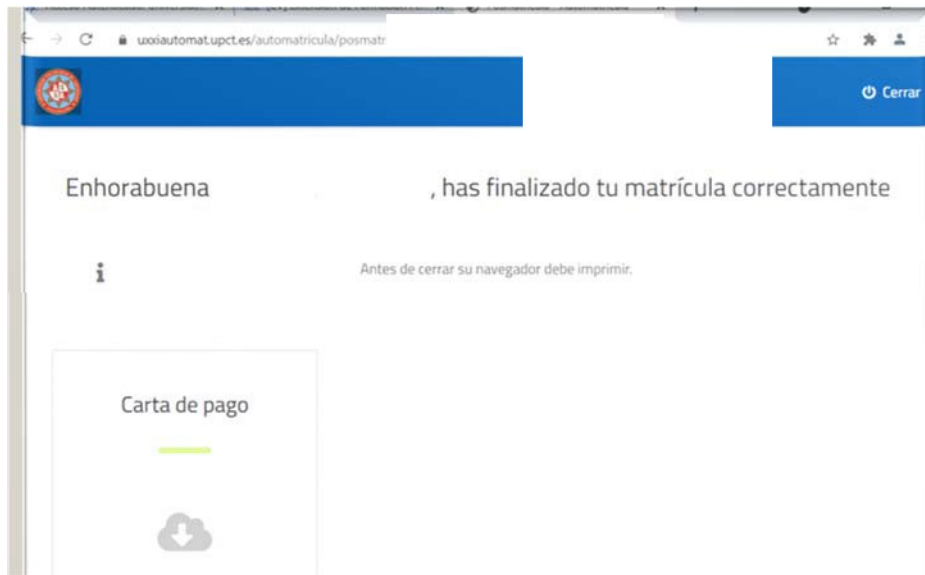 uxxiautomat.upct.es/automatricula/posmatr
Cerrar
Enhorabuena , has finalizado tu matrícula correctamente
Antes de cerrar su navegador debe imprimir.
Carta de pago